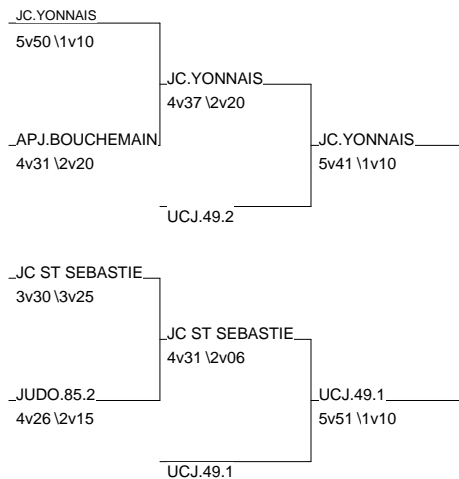 JC.YONNAIS
5v50 \1v10
JC.YONNAIS
4v37 \2v20
APJ.BOUCHEMAIN
4v31 \2v20
JC.YONNAIS
5v41 \1v10
UCJ.49.2
JC ST SEBASTIE
3v30 \3v25
JC ST SEBASTIE
4v31 \2v06
JUDO.85.2
4v26 \2v15
UCJ.49.1
5v51 \1v10
UCJ.49.1